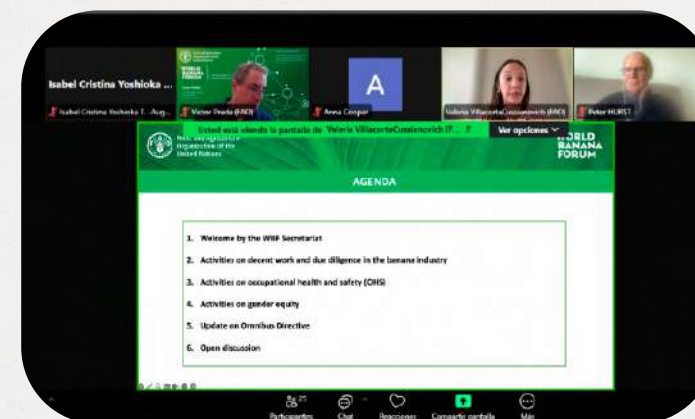 Isabel Cristina Yoshioka ...
A
Isabel Cristina Yoshioka T. -Aug...
Victor Prada (FAO)
Anna Cooper
Valeria VillacortaCussianovich (FAO)
Peter HURST
Usted está viendo la pantalla de Valeria VillacortaCussianovich (F...
Ver opciones
Food and Agriculture
Organization of the
United Nations
WORLD
BANANA
FORUM
AGENDA
1. Welcome by the WBF Secretariat
2. Activities on decent work and due diligence in the banana industry
3. Activities on occupational health and safety (OHS)
4. Activities on gender equity
5. Update on Omnibus Directive
6. Open discussion
25
Participantes
Chat
Reacciones
Compartir pantalla
Más